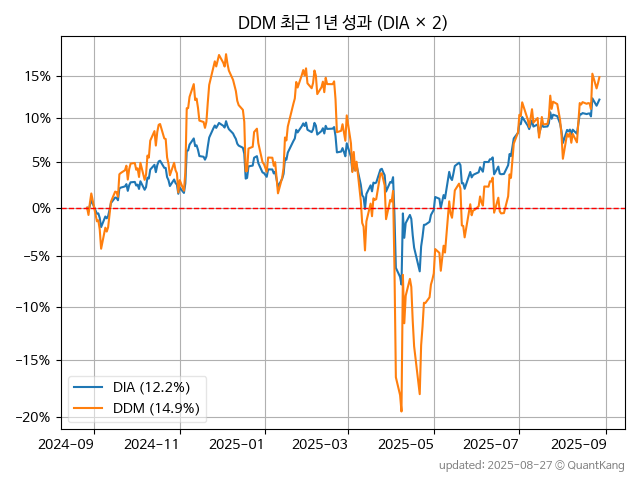 DDM 최근 1년 성과 (DIA × 2)
15%
10%
5%
0%
−5%
−10%
−15%
−20%
DIA (12.2%)
DDM (14.9%)
2024-09 2024-11 2025-01 2025-03 2025-05 2025-07 2025-09
updated: 2025-08-27 © QuantKang